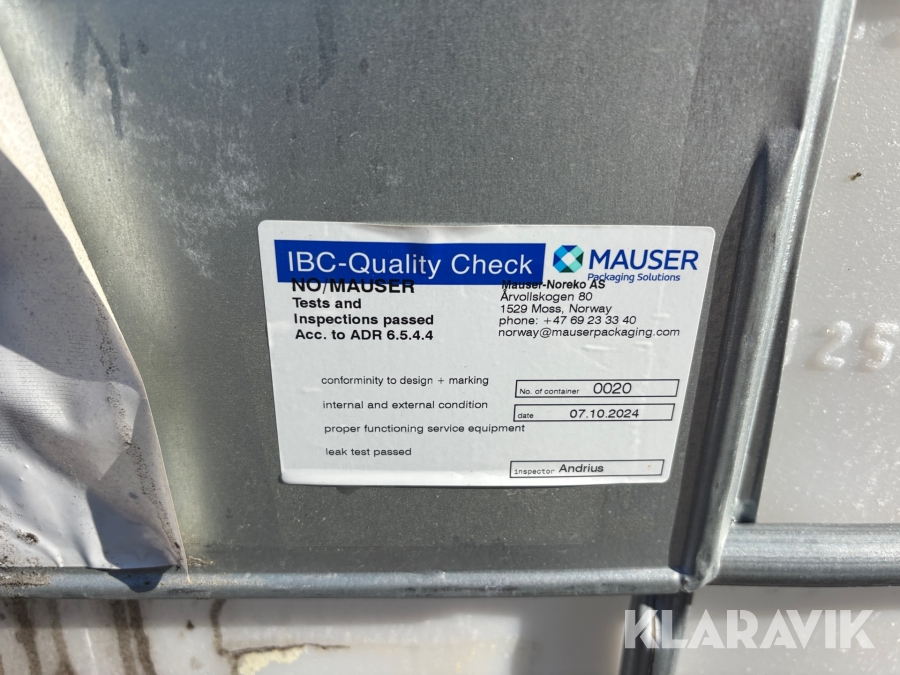 IBC-Quality Check
MAUSER
Packaging Solutions
NO/MAUSER
Tests and
Inspections passed
Acc. to ADR 6.5.4.4
Mauser-Noreko AS
Årvollskogen 80
1529 Moss, Norway
phone: +47 69 23 33 40
norway@mauserpackaging.com
conformity to design + marking
internal and external condition
proper functioning service equipment
leak test passed
No. of container 0020
date 07.10.2024
inspector Andrius
KLARAVIK